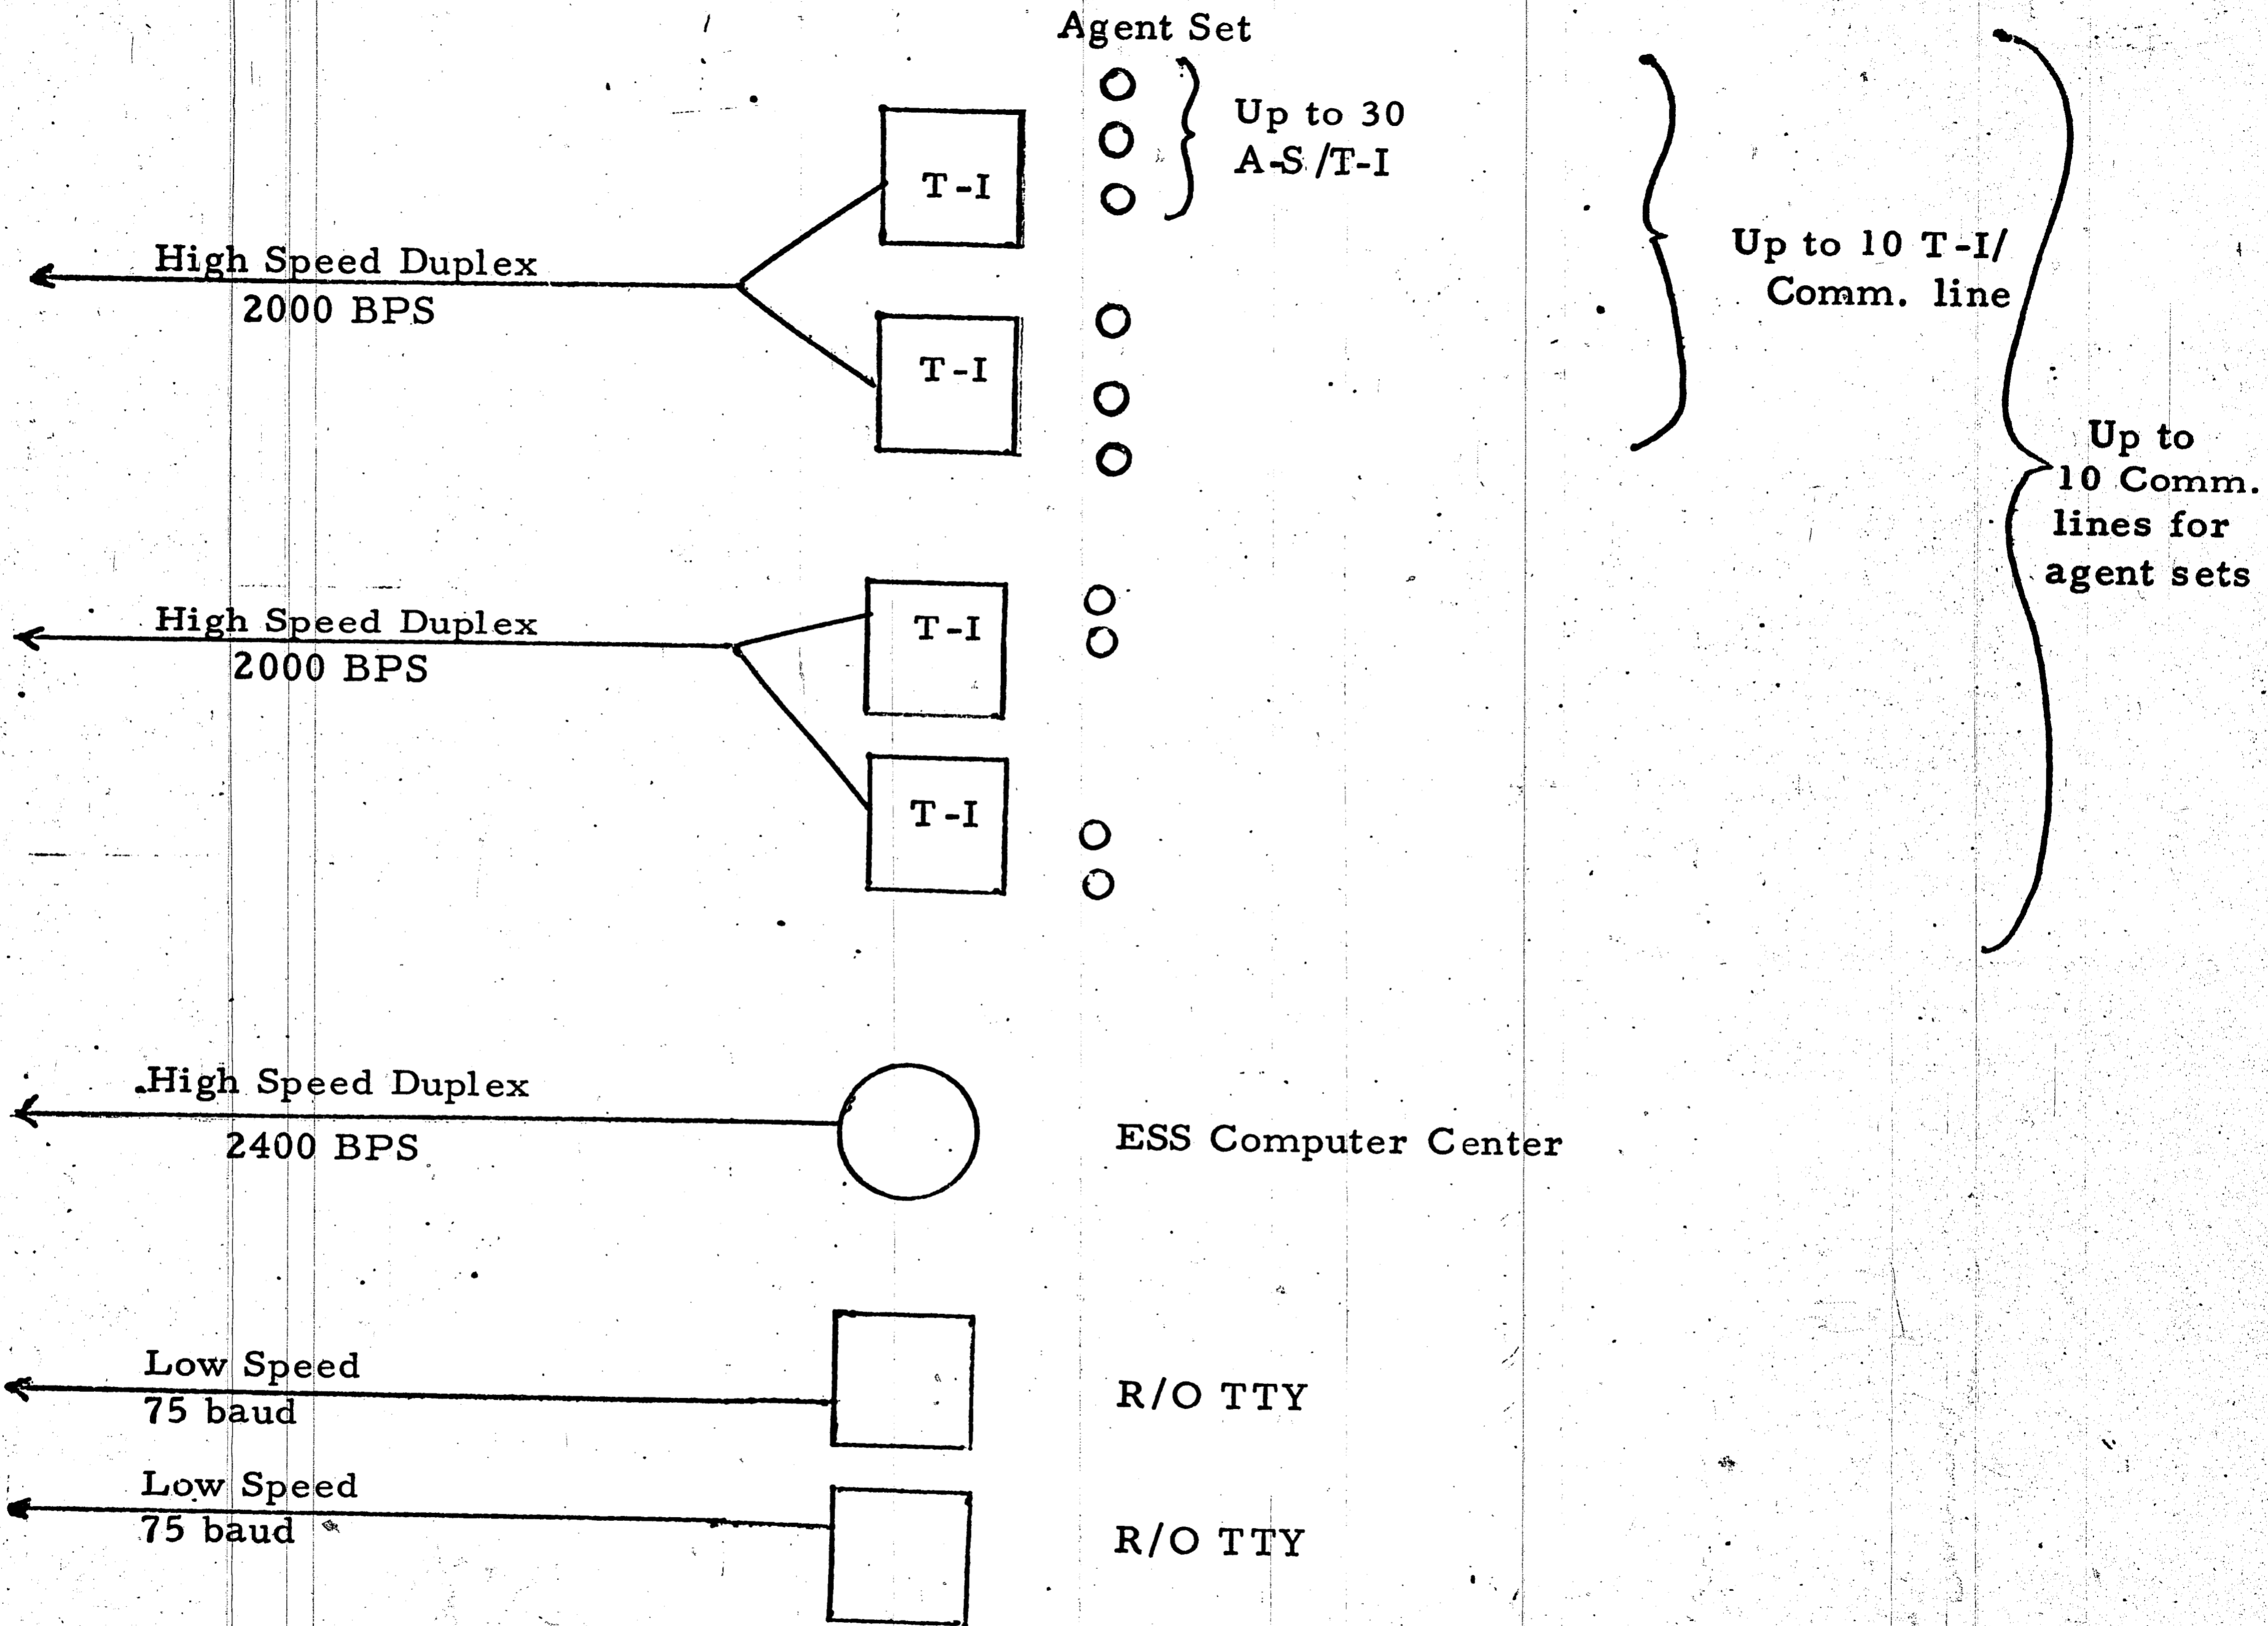 Agent Set
Up to 30
A-S /T-I
T-I
High Speed Duplex
2000 BPS
Up to 10 T-I/
Comm. line
T-I
Up to
10 Comm.
lines for
agent sets
High Speed Duplex
2000 BPS
T-I
T-I
High Speed Duplex
2400 BPS
ESS Computer Center
Low Speed
75 baud
R/O TTY
Low Speed
75 baud
R/O TTY